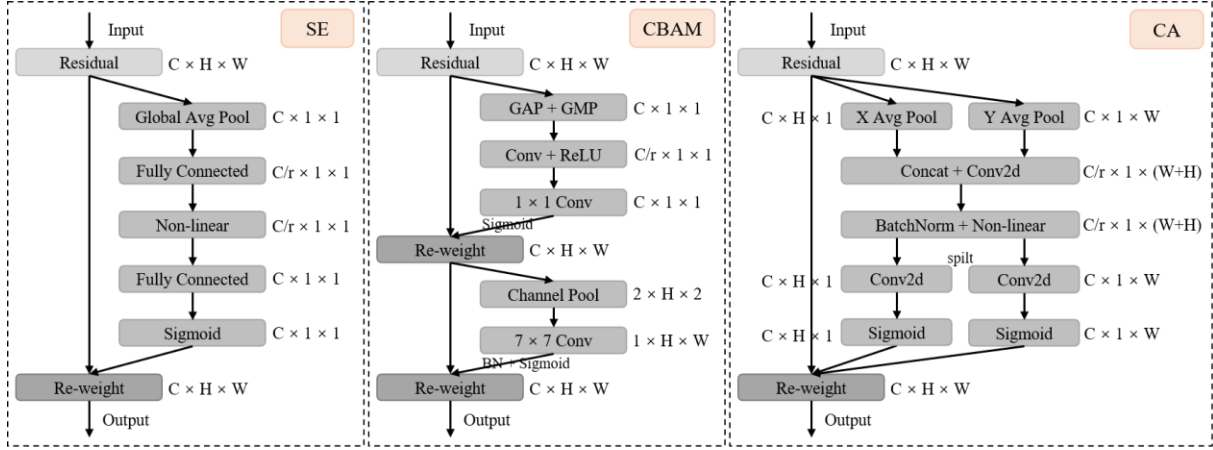 Input
SE
Residual
C × H × W
Global Avg Pool
C × 1 × 1
Fully Connected
C/r × 1 × 1
Non-linear
C/r × 1 × 1
Fully Connected
C × 1 × 1
Sigmoid
C × 1 × 1
Re-weight
C × H × W
Output
Input
CBAM
Residual
C × H × W
GAP + GMP
C × 1 × 1
Conv + ReLU
C/r × 1 × 1
1 × 1 Conv
C × 1 × 1
Sigmoid
Re-weight
C × H × W
Channel Pool
2 × H × 2
7 × 7 Conv
1 × H × W
BN + Sigmoid
Re-weight
C × H × W
Output
Input
CA
Residual
C × H × W
C × H × 1
X Avg Pool
Y Avg Pool
C × 1 × W
Concat + Conv2d
C/r × 1 × (W+H)
BatchNorm + Non-linear
C/r × 1 × (W+H)
spilt
C × H × 1
Conv2d
Conv2d
C × 1 × W
C × H × 1
Sigmoid
Sigmoid
C × 1 × W
Re-weight
C × H × W
Output